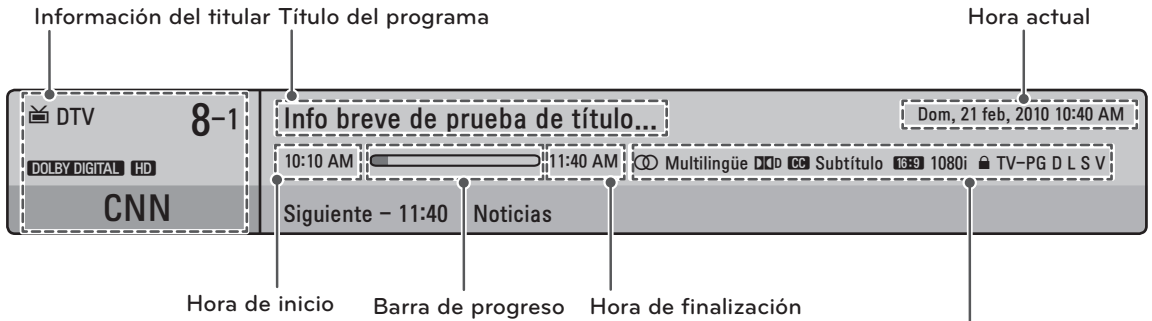 Información del titular Título del programa Hora actual
DTV 8-1 Info breve de prueba de título... Dom, 21 feb, 2010 10:40 AM
DOLBY DIGITAL HD 10:10 AM 11:40 AM Multilingüe DD D CC Subtítulo 16:9 1080i TV-PG D L S V
CNN Siguiente - 11:40 Noticias
Hora de inicio Barra de progreso Hora de finalización